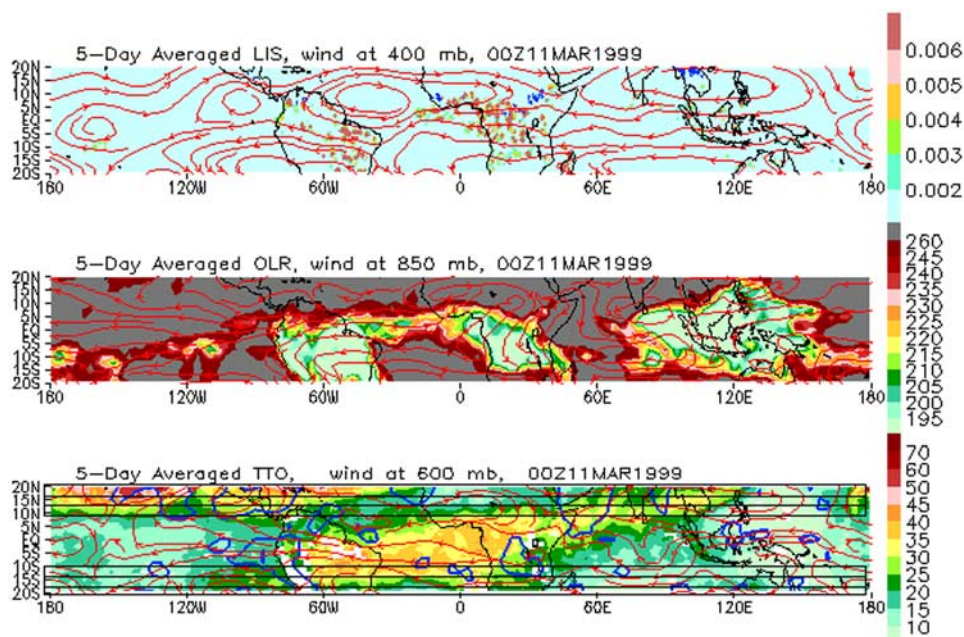 5-Day Averaged LIS, wind at 400 mb, 00Z11MAR1999
20N
15N
10N
5N
EQ
5S
10S
15S
20S
180 120W 60W 0 60E 120E 180
0.006
0.005
0.004
0.003
0.002
5-Day Averaged OLR, wind at 850 mb, 00Z11MAR1999
20N
15N
10N
5N
EQ
5S
10S
15S
20S
180 120W 60W 0 60E 120E 180
260
245
240
235
230
225
220
215
210
205
200
195
5-Day Averaged TTO, wind at 600 mb, 00Z11MAR1999
20N
15N
10N
5N
EQ
5S
10S
15S
20S
180 120W 60W 0 60E 120E 180
70
60
50
45
40
35
30
25
20
15
10